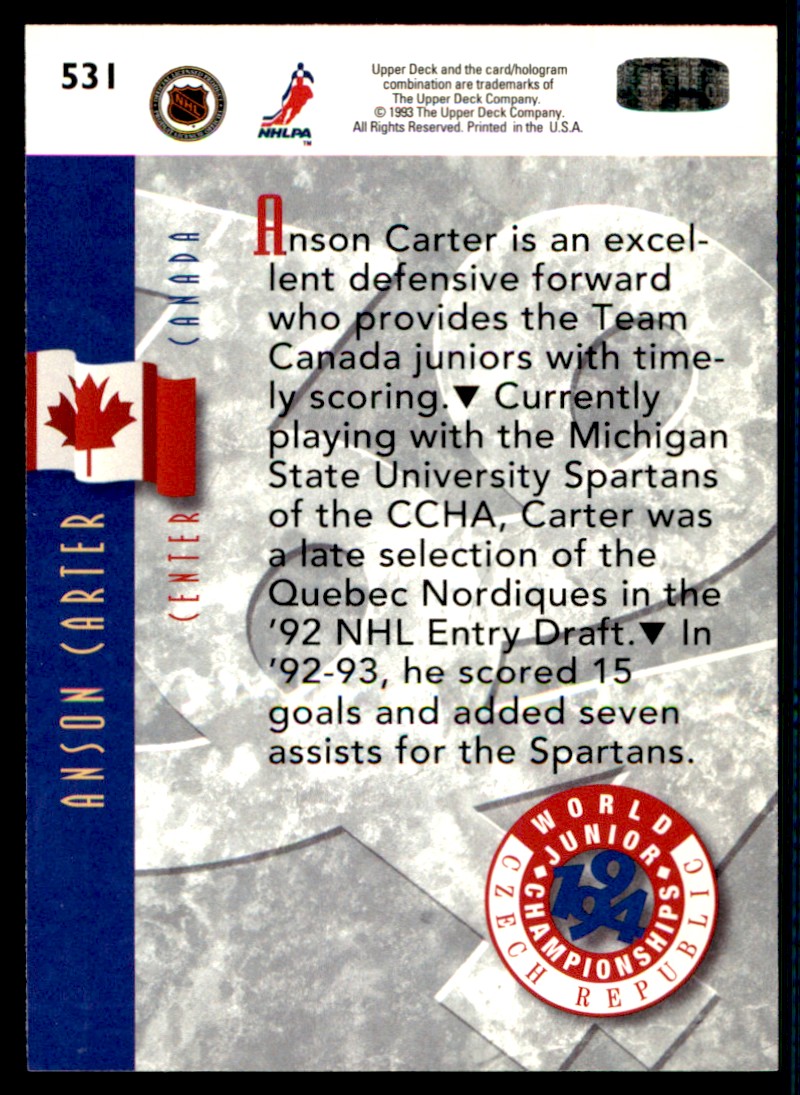 531
NHL
NHLPA
TM
Upper Deck and the card/hologram
combination are trademarks of
The Upper Deck Company.
© 1993 The Upper Deck Company.
All Rights Reserved. Printed in the U.S.A.
CANADA
CENTER
ANSON CARTER
Anson Carter is an excel-
lent defensive forward
who provides the Team
Canada juniors with time-
ly scoring.▼ Currently
playing with the Michigan
State University Spartans
of the CCHA, Carter was
a late selection of the
Quebec Nordiques in the
'92 NHL Entry Draft.▼ In
'92-93, he scored 15
goals and added seven
assists for the Spartans.
WORLD
JUNIOR
1994
CHAMPIONSHIPS
CZECH REPUBLIC